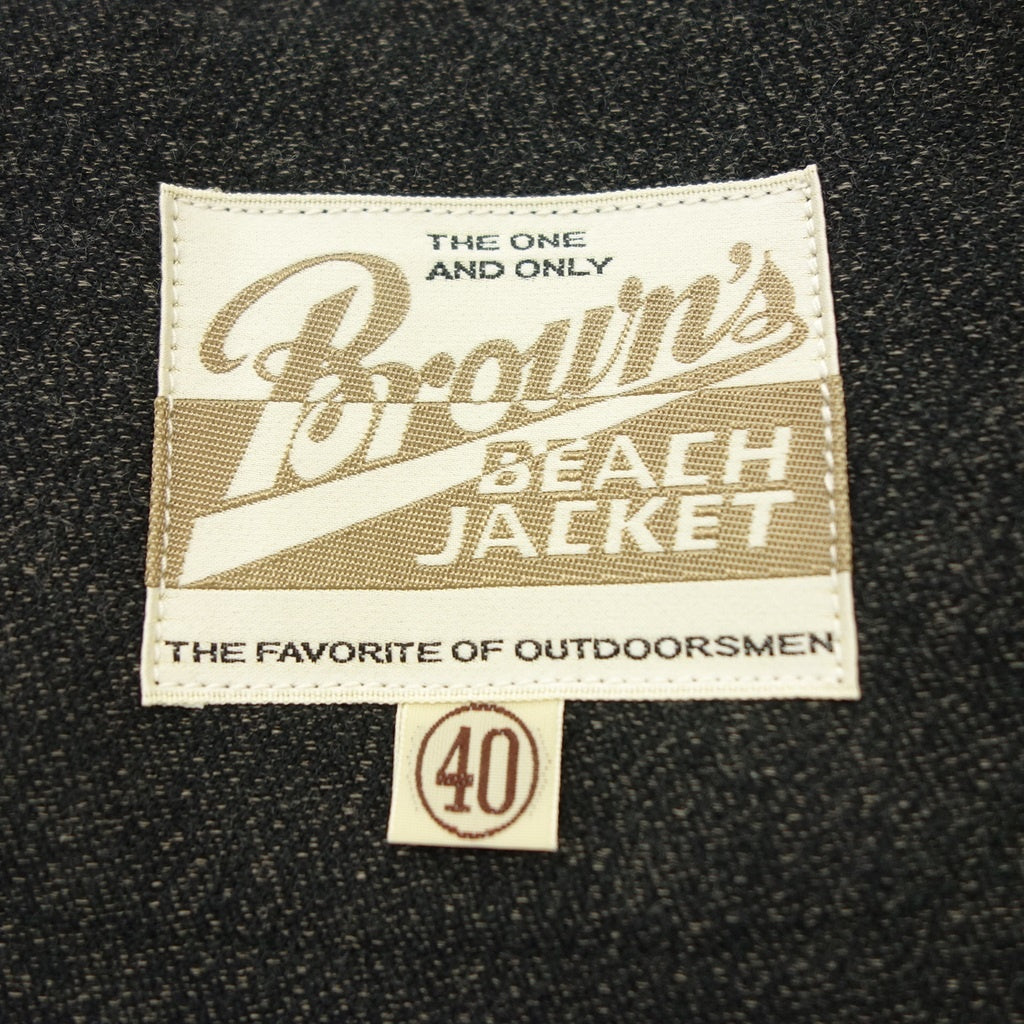 THE ONE
AND ONLY
Brown's
BEACH
JACKET
THE FAVORITE OF OUTDOORSMEN
40